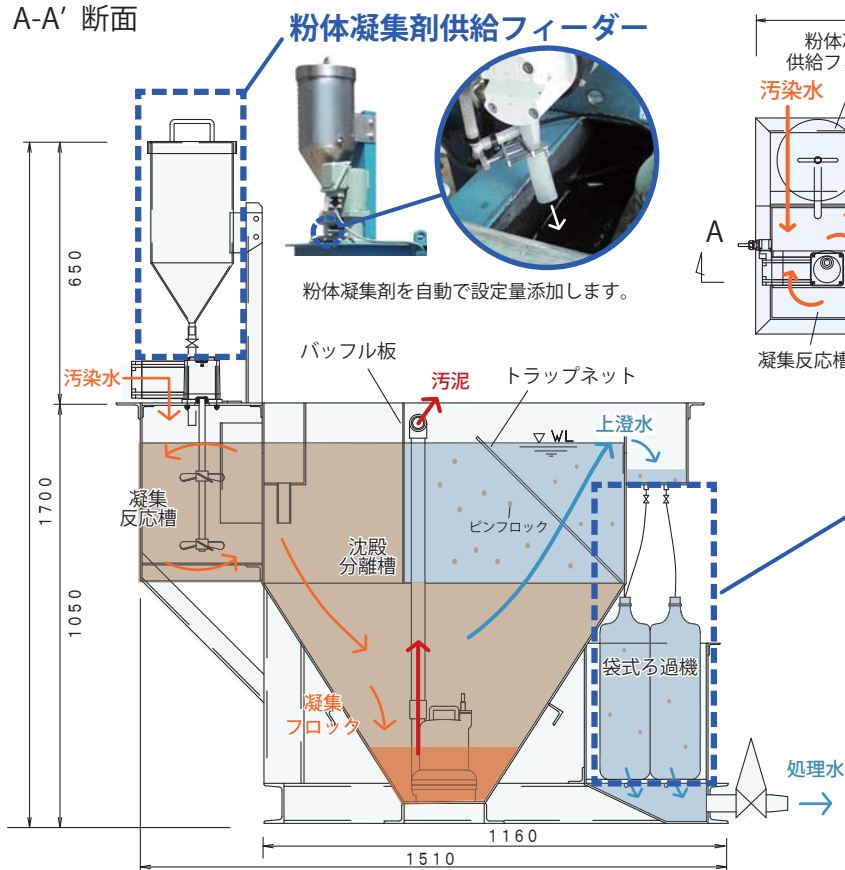 A-A′ 断面
粉体凝集剤供給フィーダー
供給フ
汚染水
A
650
粉体凝集剤を自動で設定量添加します。
凝集反応槽
バッフル板
汚染水
汚泥
トラップネット
上澄水
WL
凝集
反応槽
ピンフロック
沈殿
分離槽
1700
1050
袋式ろ過機
凝集
フロック
処理水
1160
1510